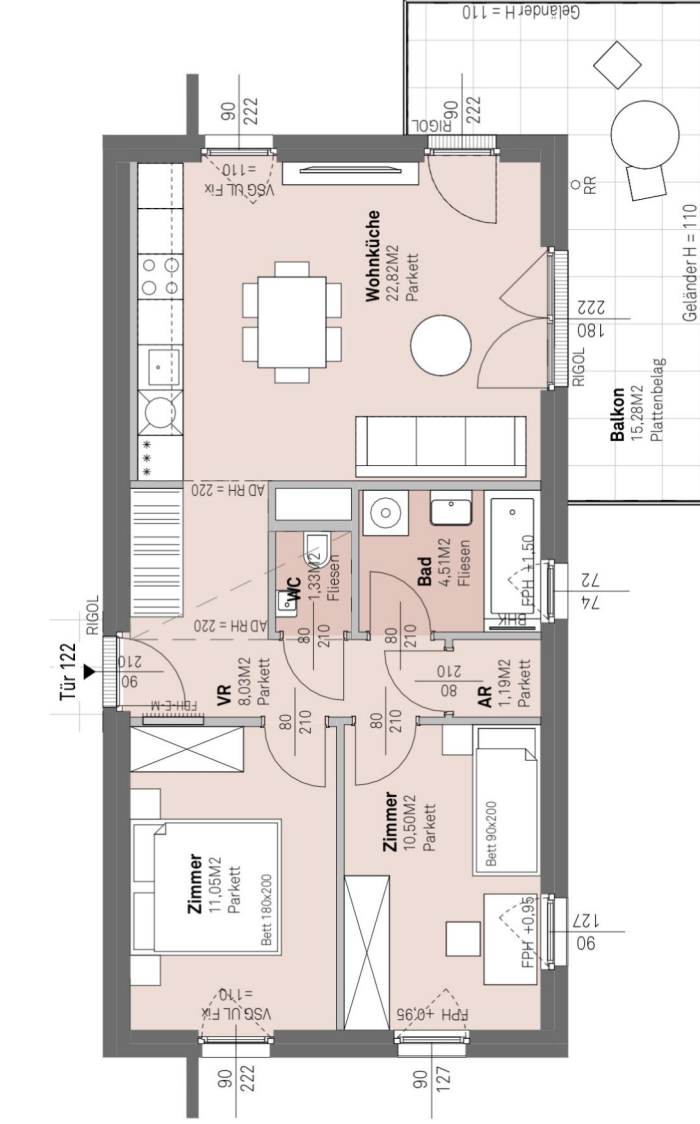 Geländer H = 110
90
222
RIGOL
90
222
VSG UL Fix
=110
Wohnküche
22,82M2
Parkett
RR
Geländer H = 110
222
180
RIGOL
Balkon
15,28M2
Plattenbelag
AD RH = 220
AD RH = 220
WC
1,33M2
Fliesen
Bad
4,51M2
Fliesen
FPH +1,50
72
74
BHK
RIGOL
Tür 122
210
90
FBH-E-M
VR
8,03M2
Parkett
80
210
80
210
80
210
80
210
210
80
AR
1,19M2
Parkett
Zimmer
11,05M2
Parkett
Bett 180x200
Zimmer
10,50M2
Parkett
Bett 90x200
FPH +0,95
127
90
VSG UL Fix
=110
FPH +0,95
90
222
90
127